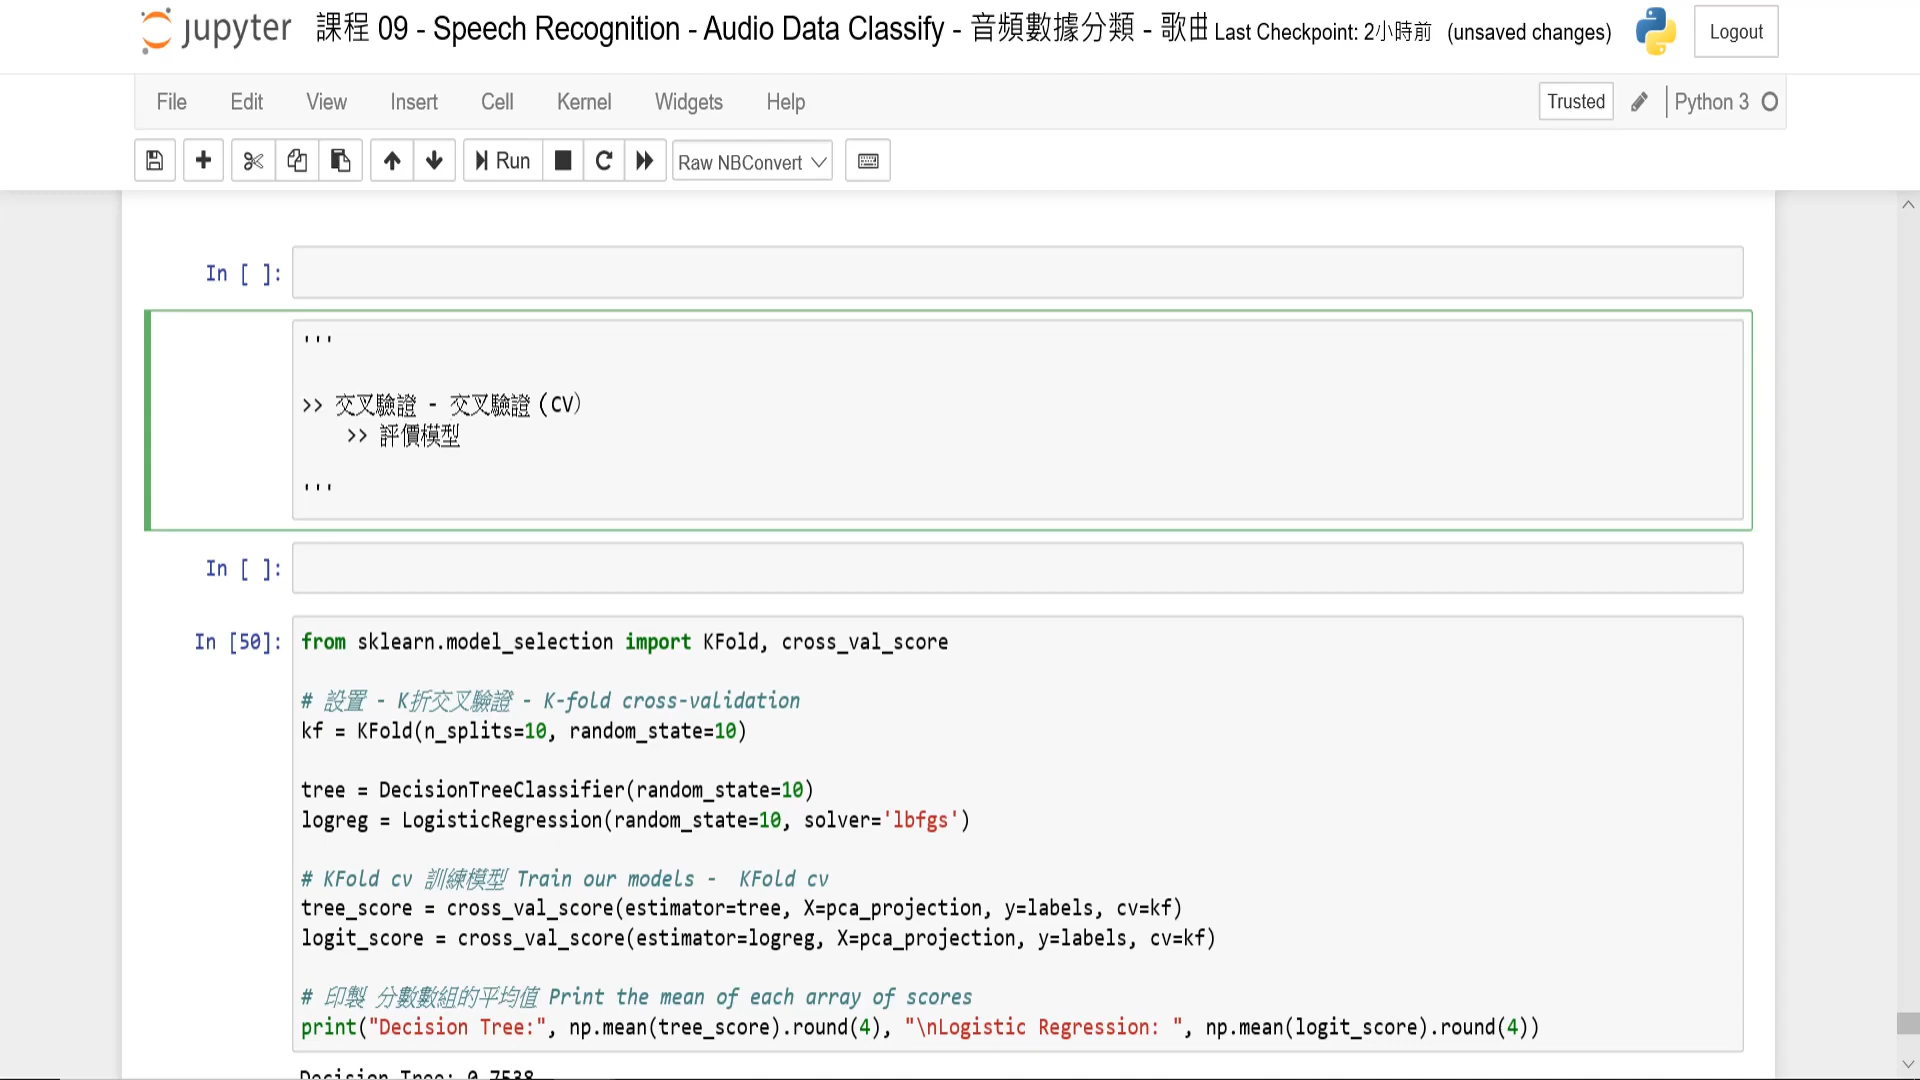 jupyter 課程 09 - Speech Recognition - Audio Data Classify - 音頻數據分類 - 歌曲 Last Checkpoint: 2小時前 (unsaved changes) Logout
File Edit View Insert Cell Kernel Widgets Help Trusted Python 3
Run Raw NBConvert
In [ ]:
'''
>> 交叉驗證 - 交叉驗證（CV）
>> 評價模型
'''
In [ ]:
In [50]: from sklearn.model_selection import KFold, cross_val_score
# 設置 - K折交叉驗證 - K-fold cross-validation
kf = KFold(n_splits=10, random_state=10)
tree = DecisionTreeClassifier(random_state=10)
logreg = LogisticRegression(random_state=10, solver='lbfgs')
# KFold cv 訓練模型 Train our models -  KFold cv
tree_score = cross_val_score(estimator=tree, X=pca_projection, y=labels, cv=kf)
logit_score = cross_val_score(estimator=logreg, X=pca_projection, y=labels, cv=kf)
# 印製 分數數組的平均值 Print the mean of each array of scores
print("Decision Tree:", np.mean(tree_score).round(4), "\nLogistic Regression: ", np.mean(logit_score).round(4))
Decision Tree: 0.7538